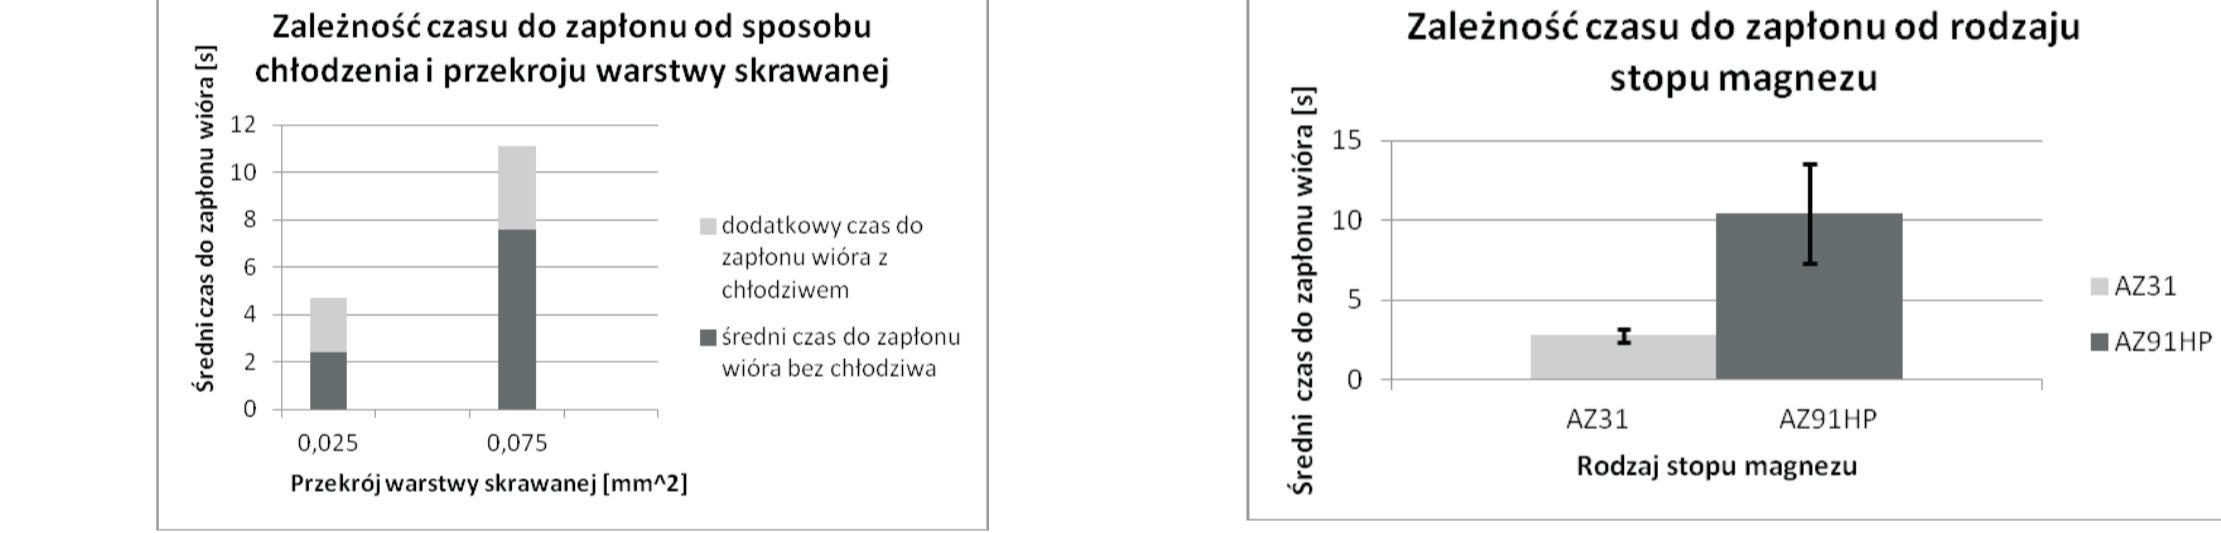 Zależność czasu do zapłonu od sposobu
chłodzenia i przekroju warstwy skrawanej
Średni czas do zapłonu wióra [s]
12
10
8
6
4
2
0
0,025
0,075
Przekrój warstwy skrawanej [mm^2]
dodatkowy czas do
zapłonu wióra z
chłodziwem
średni czas do zapłonu
wióra bez chłodziwa
Zależność czasu do zapłonu od rodzaju
stopu magnezu
Średni czas do zapłonu wióra [s]
15
10
5
0
AZ31
AZ91HP
Rodzaj stopu magnezu
AZ31
AZ91HP